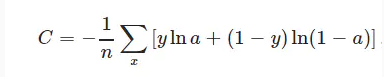 C = -\frac{1}{n} \sum_{x} [y \ln a + (1 - y) \ln(1 - a)]